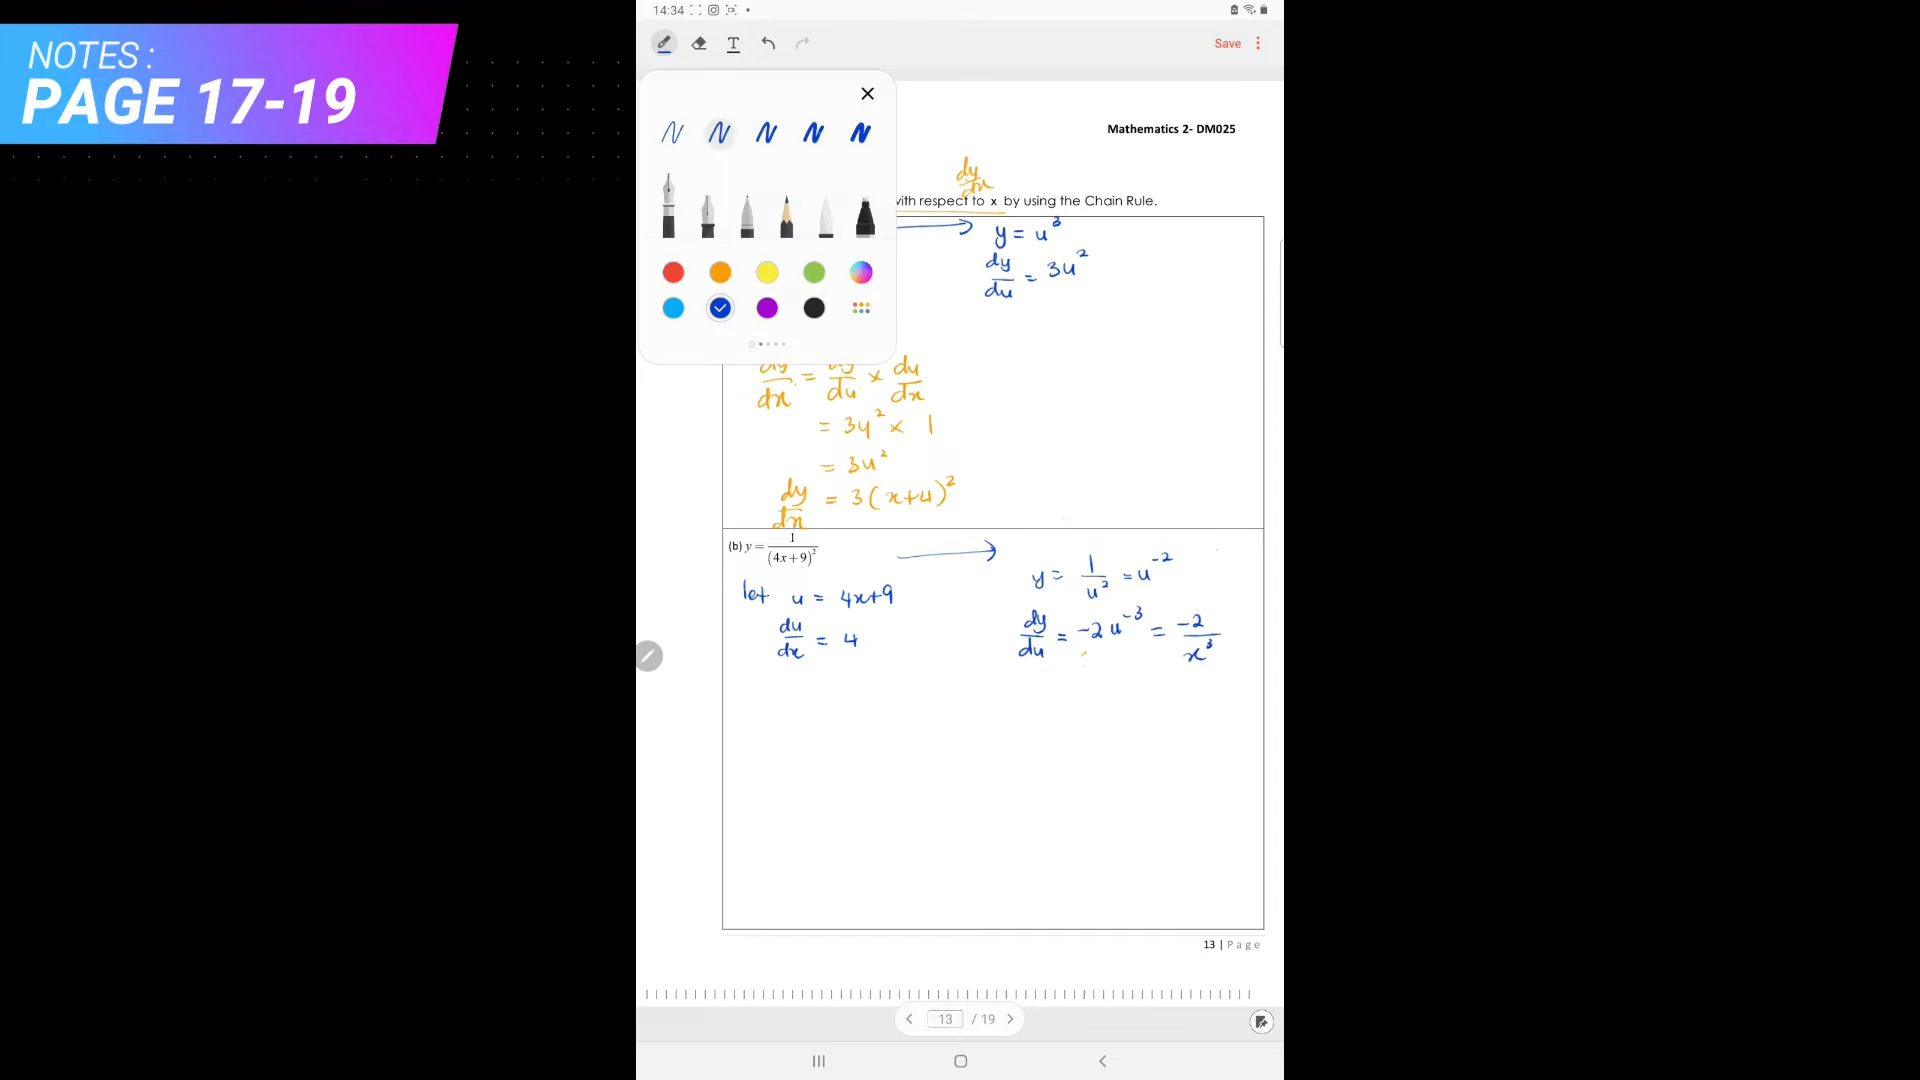 NOTES :
PAGE 17-19
14:34
Save
Mathematics 2- DM025
dy/dx
with respect to x by using the Chain Rule.
y = u³
dy/du = 3u²
dy/dx = dy/du × du/dx
= 3u² × 1
= 3u²
dy/dx = 3(x+4)²
(b) y = 1/(4x+9)²
let u = 4x+9
du/dx = 4
y = 1/u² = u⁻²
dy/du = -2u⁻³ = -2/x³
13 | Page
13 / 19